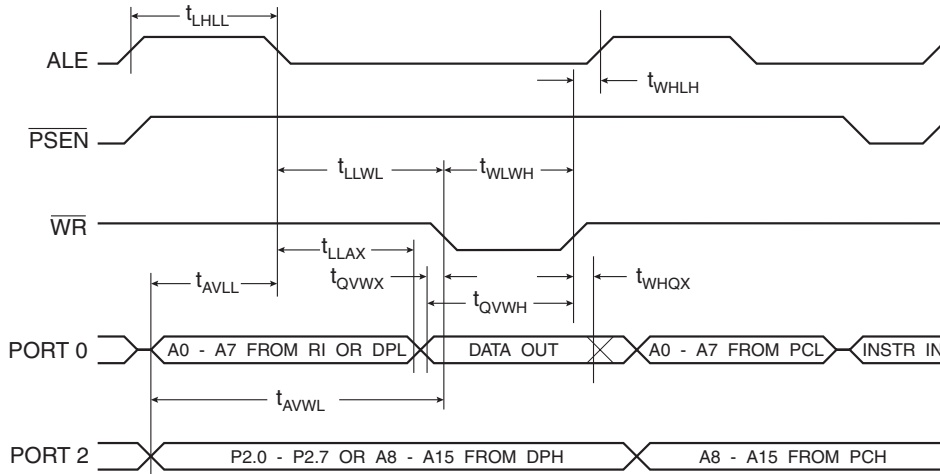 tLHLL
ALE
tWHLH
PSEN
tLLWL
tWLWH
WR
tLLAX
tAVLL
tQVWX
tWHQX
tQVWH
PORT 0
A0 - A7 FROM RI OR DPL
DATA OUT
A0 - A7 FROM PCL
INSTR IN
tAVWL
PORT 2
P2.0 - P2.7 OR A8 - A15 FROM DPH
A8 - A15 FROM PCH